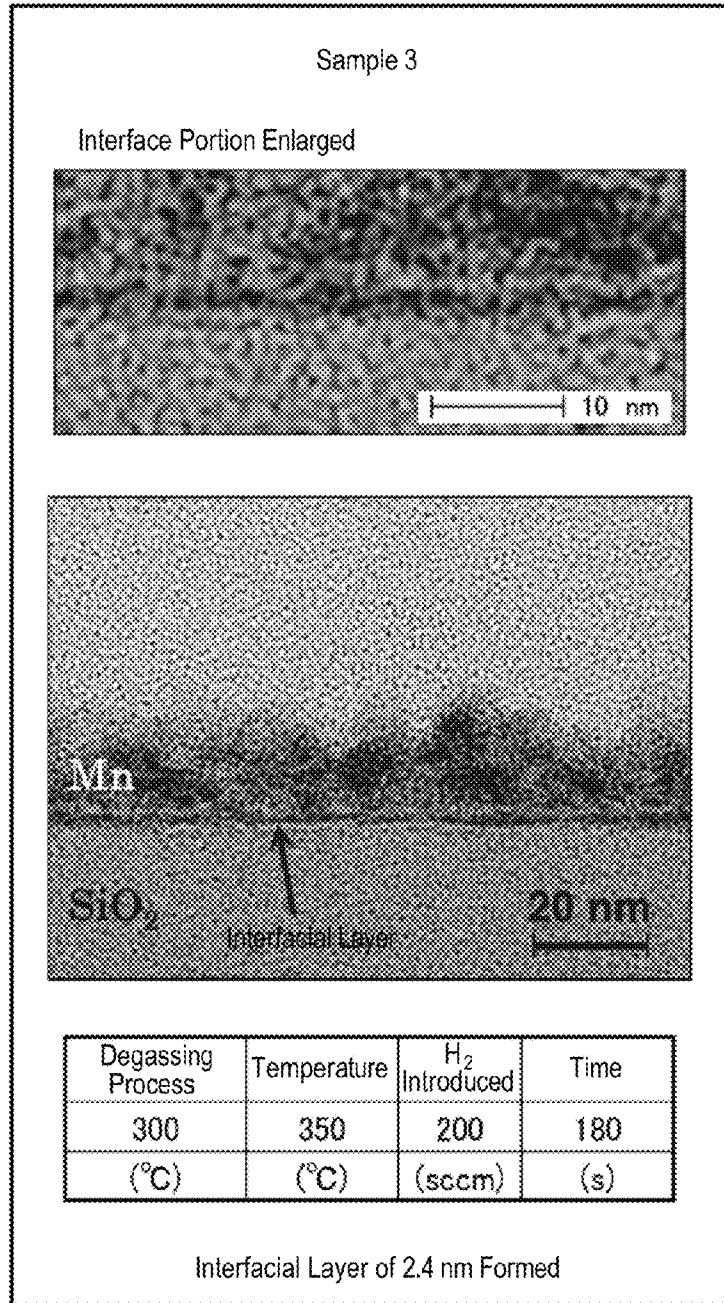 Sample 3
Interface Portion Enlarged
10 nm
Mn
SiO₂
Interfacial Layer
20 nm
Degassing Process Temperature H₂ Introduced Time
300 350 200 180
(°C) (°C) (sccm) (s)
Interfacial Layer of 2.4 nm Formed